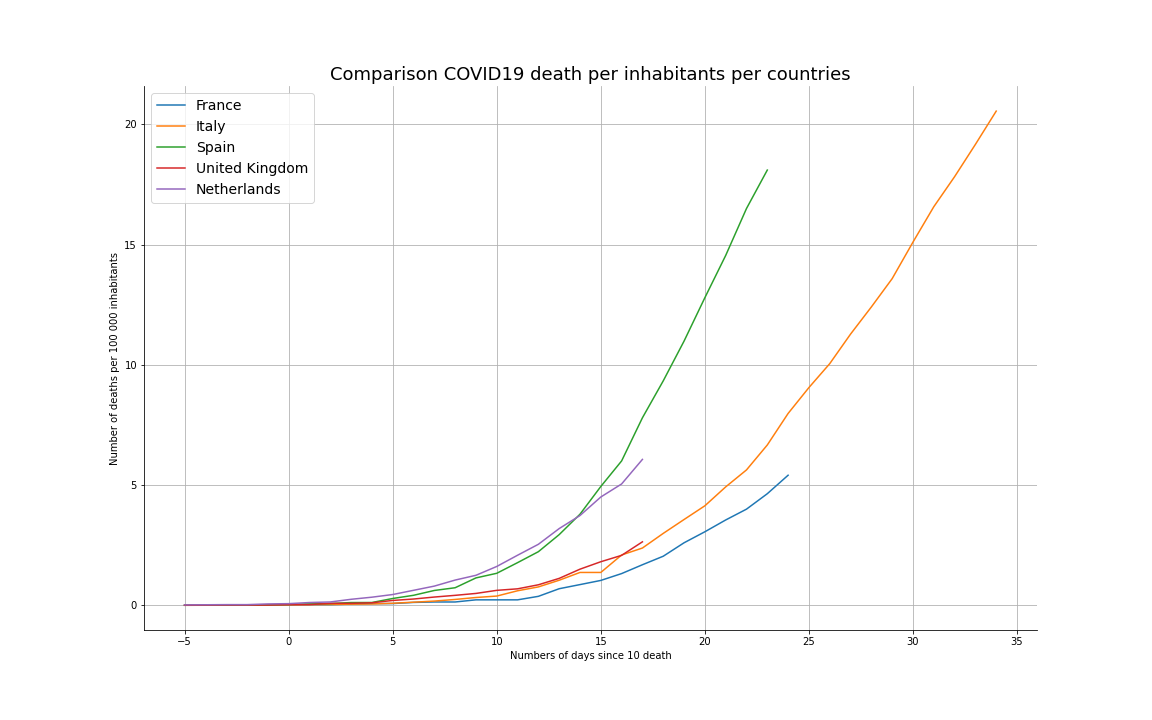 Comparison COVID19 death per inhabitants per countries
France
Italy
Spain
United Kingdom
Netherlands
Number of deaths per 100 000 inhabitants
20
15
10
5
0
−5 0 5 10 15 20 25 30 35
Numbers of days since 10 death